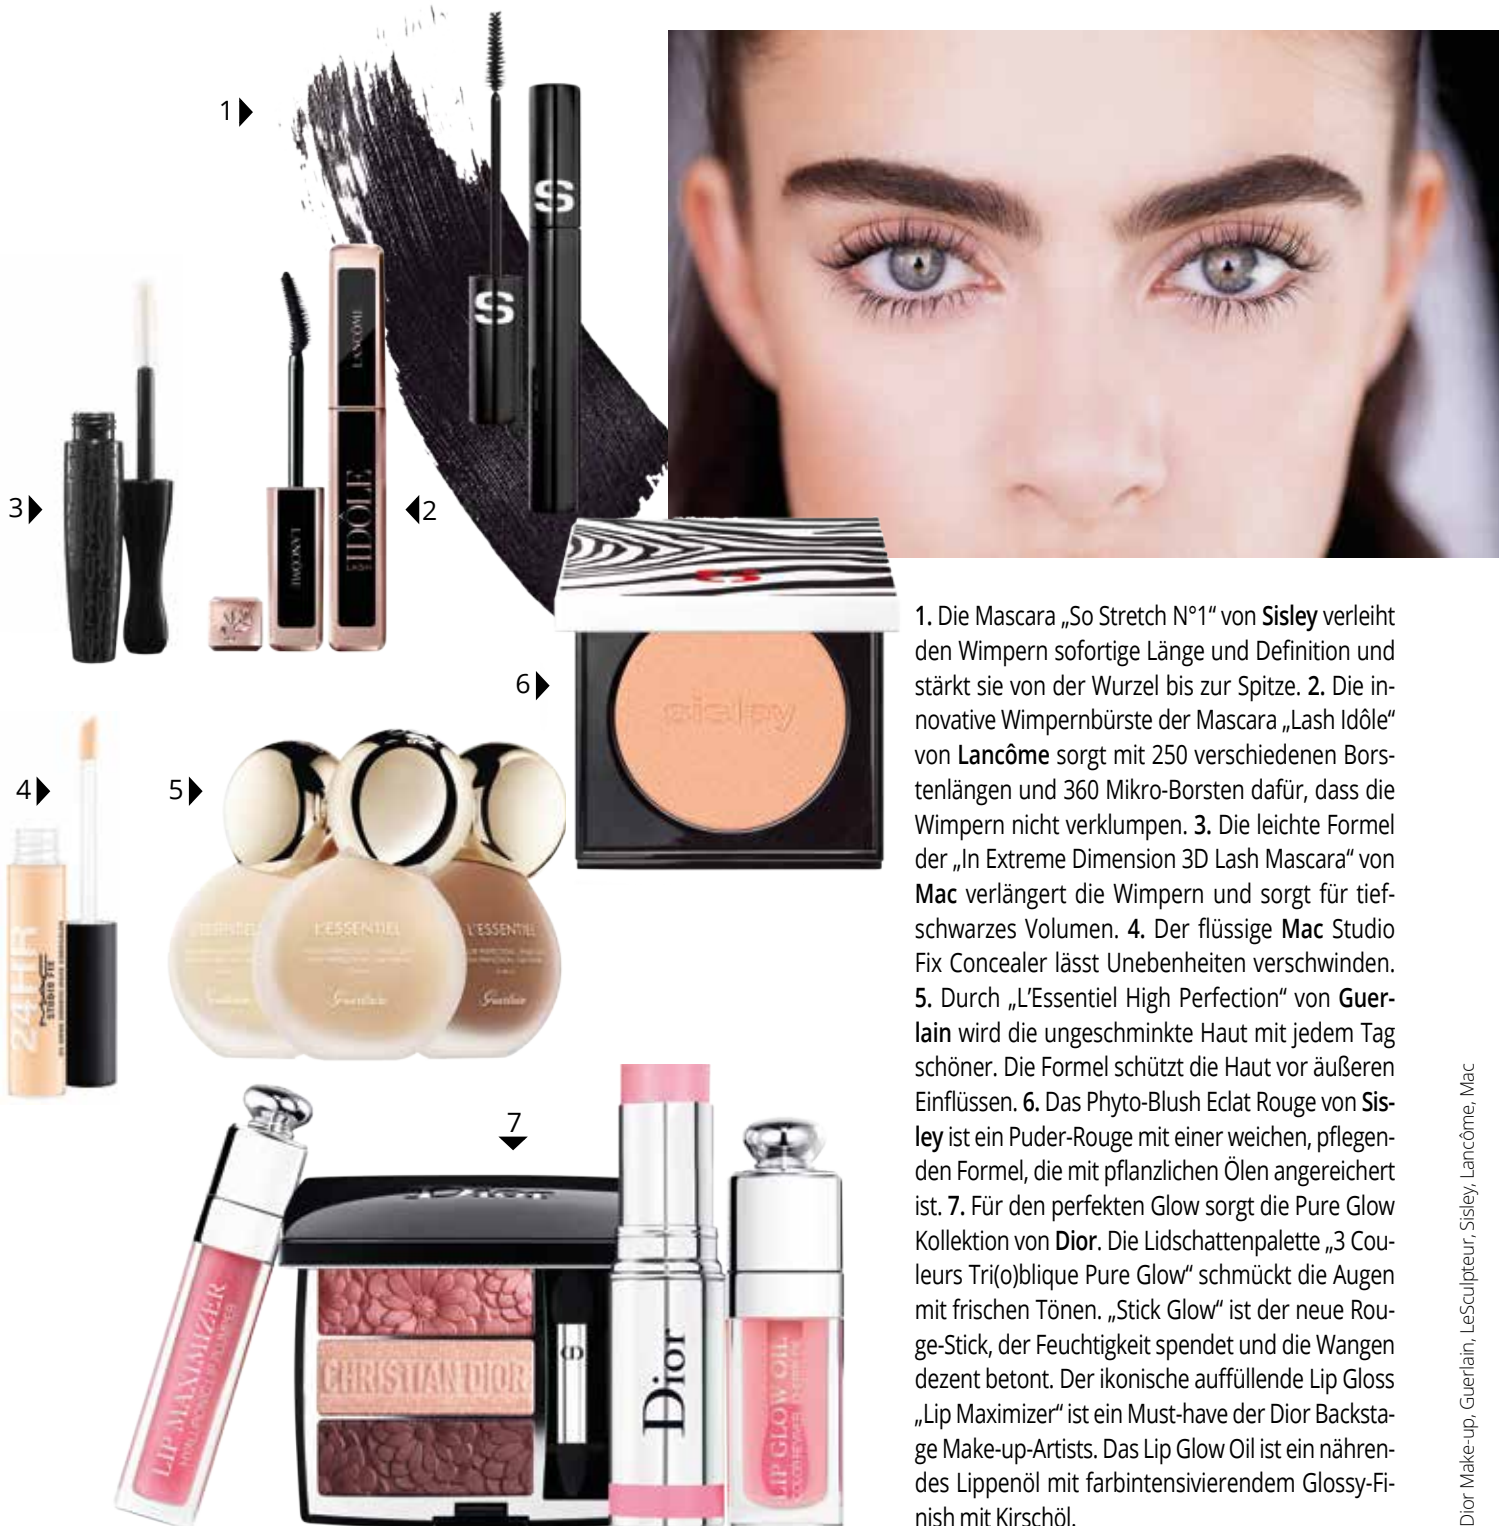 1
S
S
LANCÔME
LANCÔME
LASH IDÔLE
3
2
6
sisley
4
5
24HR
MAC
STUDIO FIX
L'ESSENTIEL
L'ESSENTIEL
L'ESSENTIEL
Guerlain
Guerlain
Guerlain
7
Dior
LIP MAXIMIZER
CHRISTIAN DIOR
Dior
LIP GLOW OIL
1. Die Mascara „So Stretch N°1“ von Sisley verleiht
den Wimpern sofortige Länge und Definition und
stärkt sie von der Wurzel bis zur Spitze. 2. Die in-
novative Wimpernbürste der Mascara „Lash Idôle“
von Lancôme sorgt mit 250 verschiedenen Bors-
tenlängen und 360 Mikro-Borsten dafür, dass die
Wimpern nicht verklumpen. 3. Die leichte Formel
der „In Extreme Dimension 3D Lash Mascara“ von
Mac verlängert die Wimpern und sorgt für tief-
schwarzes Volumen. 4. Der flüssige Mac Studio
Fix Concealer lässt Unebenheiten verschwinden.
5. Durch „L’Essentiel High Perfection“ von Guer-
lain wird die ungeschminkte Haut mit jedem Tag
schöner. Die Formel schützt die Haut vor äußeren
Einflüssen. 6. Das Phyto-Blush Eclat Rouge von Sis-
ley ist ein Puder-Rouge mit einer weichen, pflegen-
den Formel, die mit pflanzlichen Ölen angereichert
ist. 7. Für den perfekten Glow sorgt die Pure Glow
Kollektion von Dior. Die Lidschattenpalette „3 Cou-
leurs Tri(o)blique Pure Glow“ schmückt die Augen
mit frischen Tönen. „Stick Glow“ ist der neue Rou-
ge-Stick, der Feuchtigkeit spendet und die Wangen
dezent betont. Der ikonische auffüllende Lip Gloss
„Lip Maximizer“ ist ein Must-have der Dior Backsta-
ge Make-up-Artists. Das Lip Glow Oil ist ein nähren-
des Lippenöl mit farbintensivierendem Glossy-Fi-
nish mit Kirschöl.
Dior Make-up, Guerlain, LeSculpteur, Sisley, Lancôme, Mac